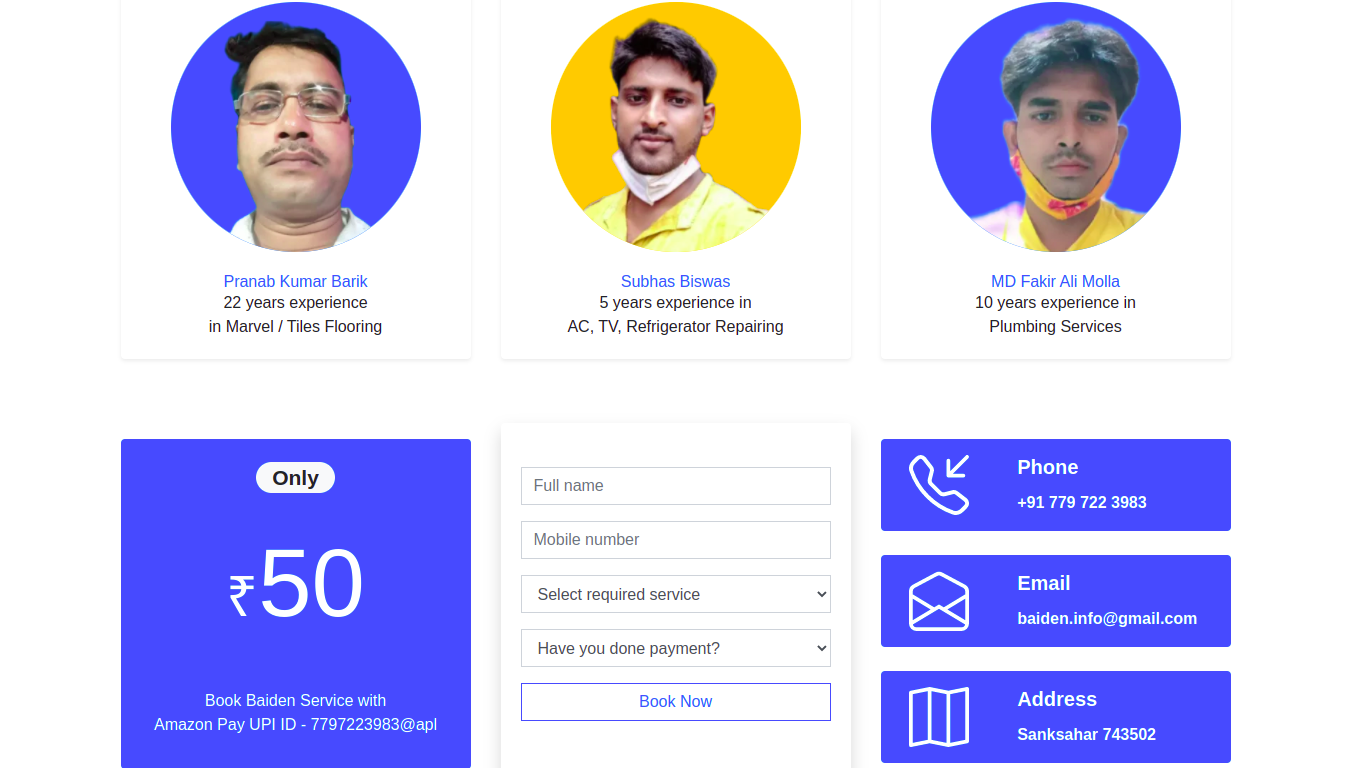 Pranab Kumar Barik
22 years experience
in Marvel / Tiles Flooring
Subhas Biswas
5 years experience in
AC, TV, Refrigerator Repairing
MD Fakir Ali Molla
10 years experience in
Plumbing Services
Only
₹50
Book Baiden Service with
Amazon Pay UPI ID - 7797223983@apl
Full name
Mobile number
Select required service
Have you done payment?
Book Now
Phone
+91 779 722 3983
Email
baiden.info@gmail.com
Address
Sanksahar 743502